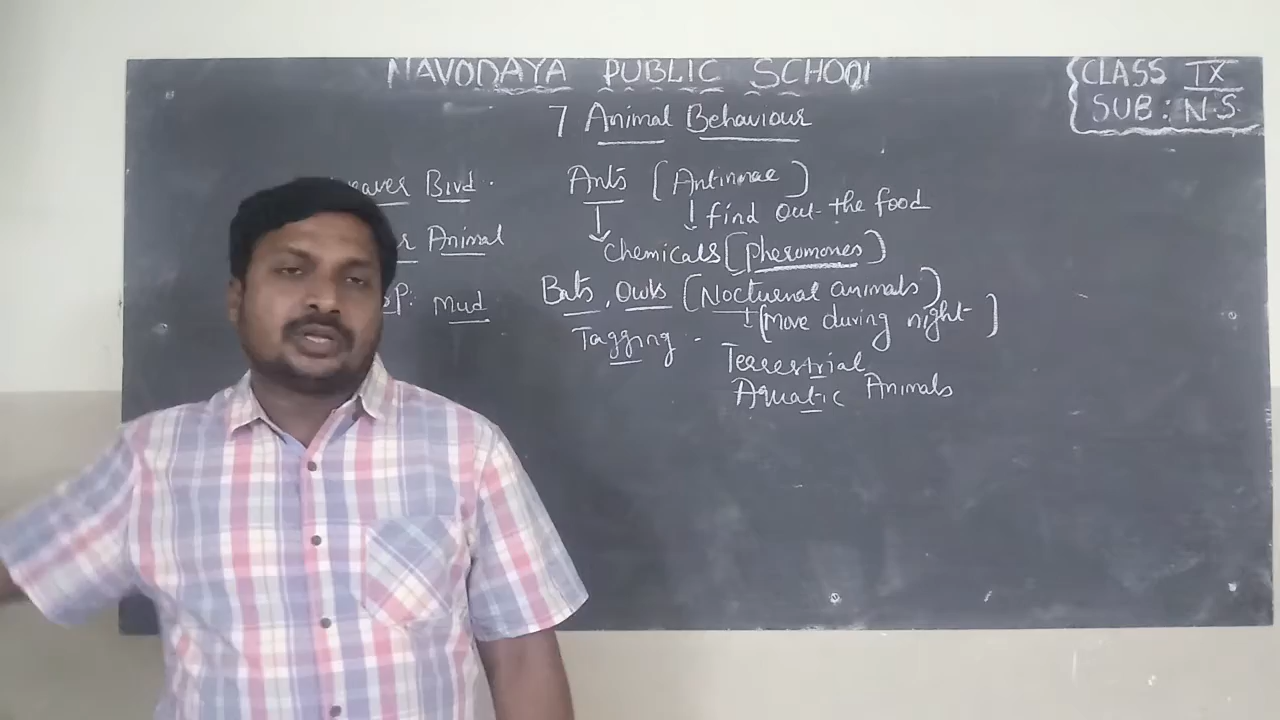 NAVODAYA PUBLIC SCHOOL
CLASS IX
SUB: N.S.
7 Animal Behaviour
Bird.
Animal
Mud
Ants [Antinnae]
↓ ↓ find out the food
Chemicals [Pheromones]
Bats, Owls (Nocturnal animals)
↓ [Move during night]
Tagging.
Terrestrial
Aquatic Animals